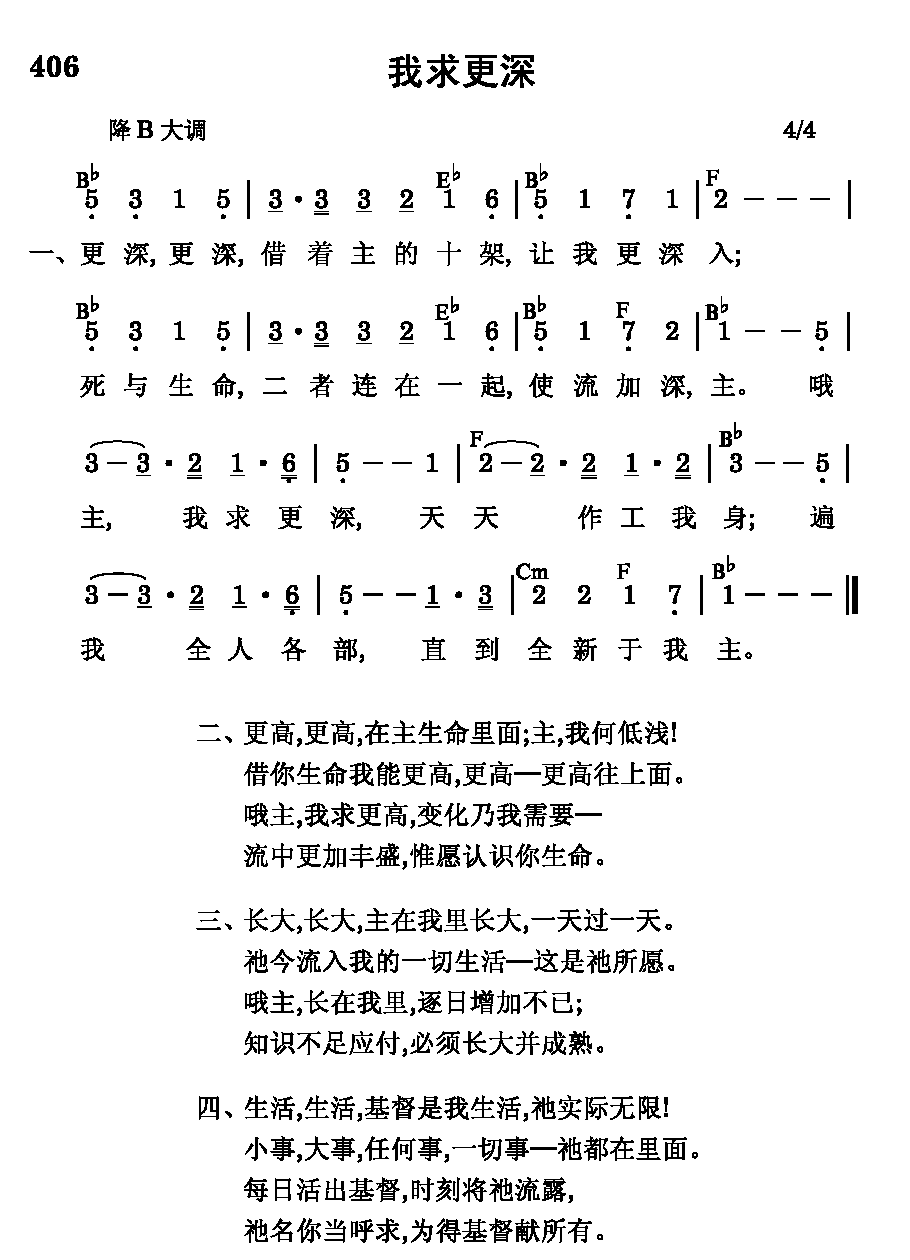 406 我求更深
降 B 大调 4/4
B♭ E♭ B♭ F
5̣ 3̣ 1 5̣ | 3 · 3 3 2 1 6̣ | 5̣ 1 7̣ 1 | 2 − − − |
一、更 深, 更 深, 借 着 主 的 十 架, 让 我 更 深 入;
B♭ E♭ B♭ F B♭
5̣ 3̣ 1 5̣ | 3 · 3 3 2 1 6̣ | 5̣ 1 7̣ 2 | 1 − − 5̣ |
死 与 生 命, 二 者 连 在 一 起, 使 流 加 深, 主。 哦
F B♭
3 − 3 · 2 1 · 6̣ | 5̣ − − 1 | 2 − 2 · 2 1 · 2 | 3 − − 5̣ |
主, 我 求 更 深, 天 天 作 工 我 身; 遍
Cm F B♭
3 − 3 · 2 1 · 6̣ | 5̣ − − 1 · 3 | 2 2 1 7̣ | 1 − − − ‖
我 全 人 各 部, 直 到 全 新 于 我 主。
二、更高,更高,在主生命里面;主,我何低浅!
借你生命我能更高,更高—更高往上面。
哦主,我求更高,变化乃我需要—
流中更加丰盛,惟愿认识你生命。
三、长大,长大,主在我里长大,一天过一天。
祂今流入我的一切生活—这是祂所愿。
哦主,长在我里,逐日增加不已;
知识不足应付,必须长大并成熟。
四、生活,生活,基督是我生活,祂实际无限!
小事,大事,任何事,一切事—祂都在里面。
每日活出基督,时刻将祂流露,
祂名你当呼求,为得基督献所有。